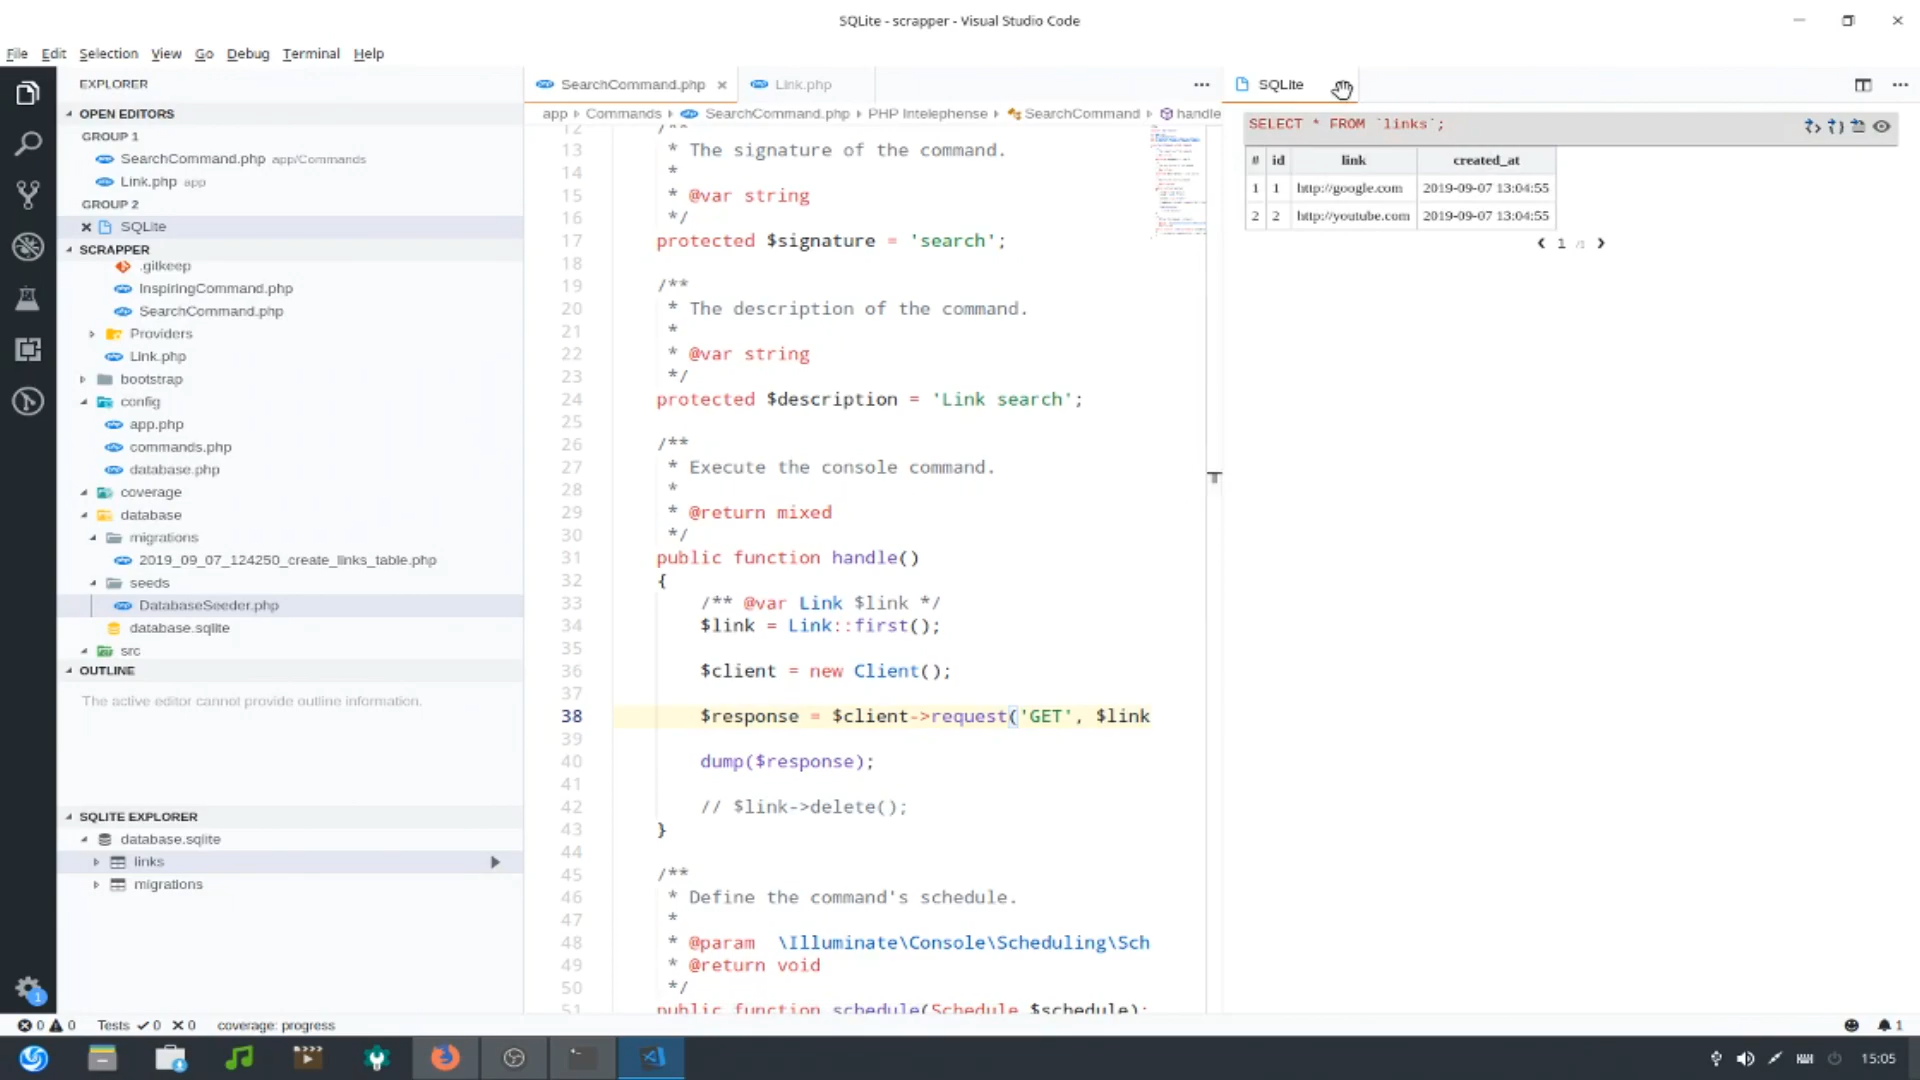 SQLite - scrapper - Visual Studio Code
File Edit Selection View Go Debug Terminal Help
EXPLORER
OPEN EDITORS
GROUP 1
SearchCommand.php app/Commands
Link.php app
GROUP 2
SQLite
SCRAPPER
.gitkeep
InspiringCommand.php
SearchCommand.php
Providers
Link.php
bootstrap
config
app.php
commands.php
database.php
coverage
database
migrations
2019_09_07_124250_create_links_table.php
seeds
DatabaseSeeder.php
database.sqlite
src
OUTLINE
The active editor cannot provide outline information.
SQLITE EXPLORER
database.sqlite
links
migrations
SearchCommand.php Link.php
app Commands SearchCommand.php PHP Intelephense SearchCommand handle
12 /**
13 * The signature of the command.
14 *
15 * @var string
16 */
17 protected $signature = 'search';
18
19 /**
20 * The description of the command.
21 *
22 * @var string
23 */
24 protected $description = 'Link search';
25
26 /**
27 * Execute the console command.
28 *
29 * @return mixed
30 */
31 public function handle()
32 {
33 /** @var Link $link */
34 $link = Link::first();
35
36 $client = new Client();
37
38 $response = $client->request('GET', $link
39
40 dump($response);
41
42 // $link->delete();
43 }
44
45 /**
46 * Define the command's schedule.
47 *
48 * @param \Illuminate\Console\Scheduling\Sch
49 * @return void
50 */
51 public function schedule(Schedule $schedule):
SQLite
SELECT * FROM `links`;
# id link created_at
1 1 http://google.com 2019-09-07 13:04:55
2 2 http://youtube.com 2019-09-07 13:04:55
1 /1
0 0 Tests 0 0 coverage: progress
1
1
15:05